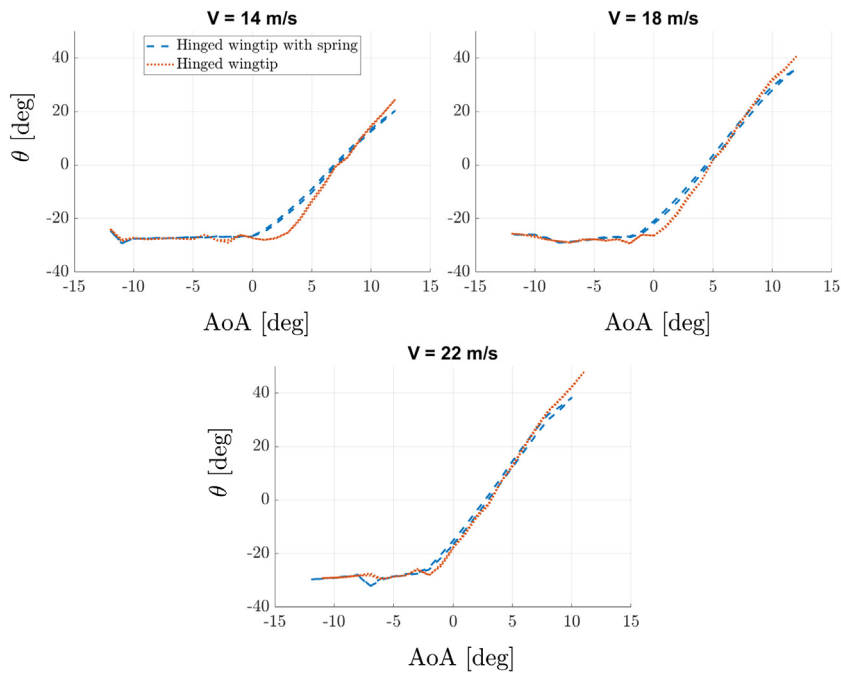 V = 14 m/s
Hinged wingtip with spring
Hinged wingtip
θ [deg]
40
20
0
-20
-40
-15 -10 -5 0 5 10 15
AoA [deg]
V = 18 m/s
40
20
0
-20
-40
-15 -10 -5 0 5 10 15
AoA [deg]
V = 22 m/s
θ [deg]
40
20
0
-20
-40
-15 -10 -5 0 5 10 15
AoA [deg]